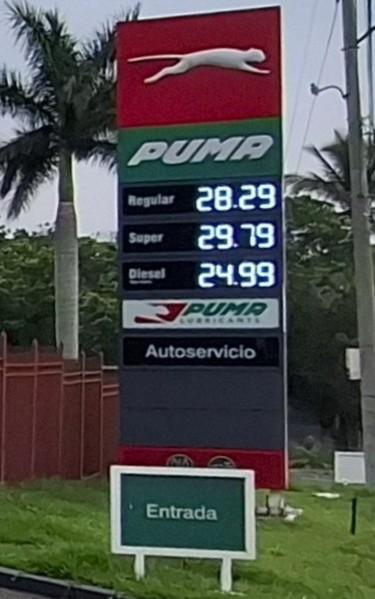 PUMA
Regular 28.29
Super 29.79
Diesel 24.99
PUMA
LUBRICANTS
Autoservicio
Entrada